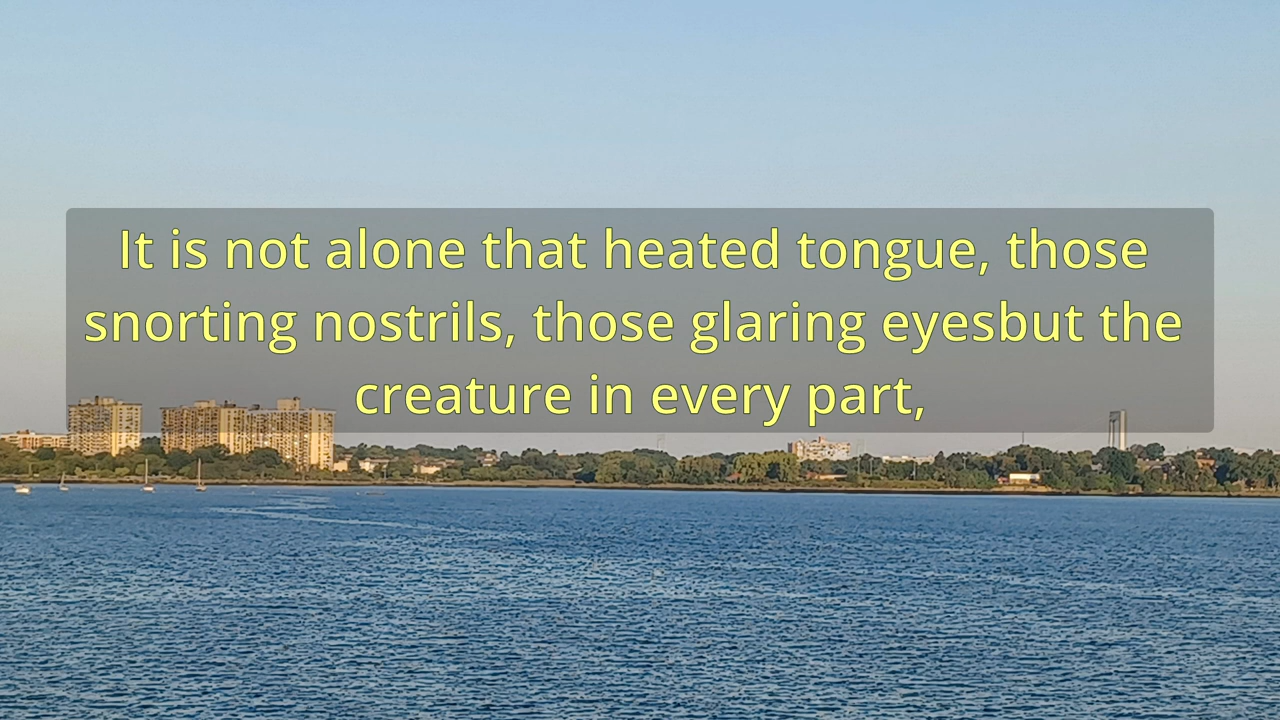 It is not alone that heated tongue, those
snorting nostrils, those glaring eyesbut the
creature in every part,